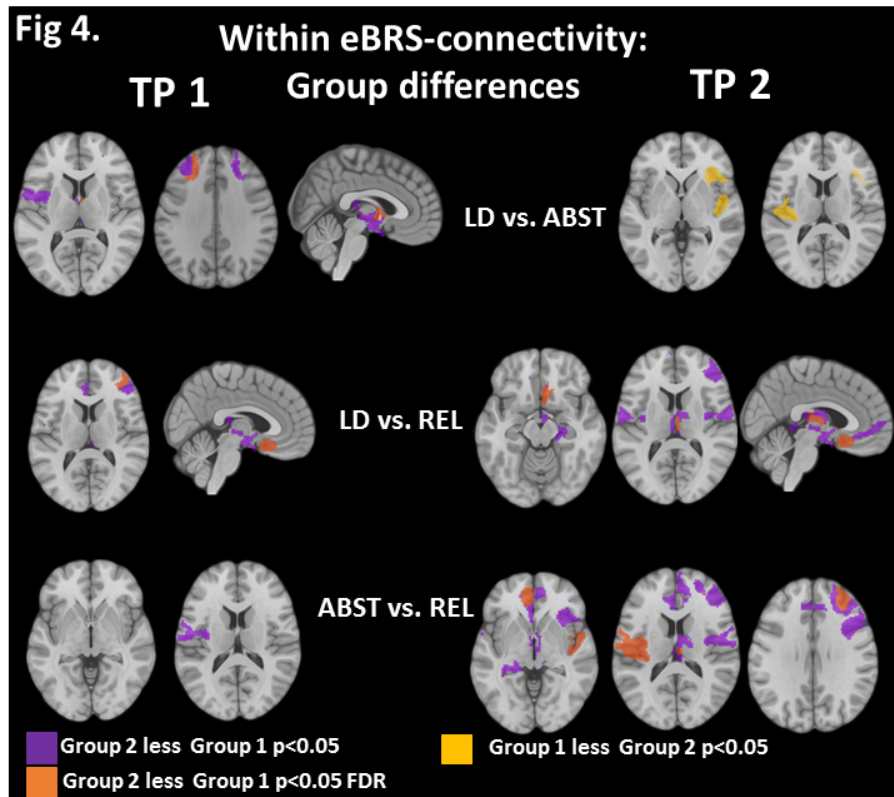 Fig 4.
Within eBRS-connectivity:
Group differences
TP 1
TP 2
LD vs. ABST
LD vs. REL
ABST vs. REL
Group 2 less Group 1 p<0.05
Group 1 less Group 2 p<0.05
Group 2 less Group 1 p<0.05 FDR